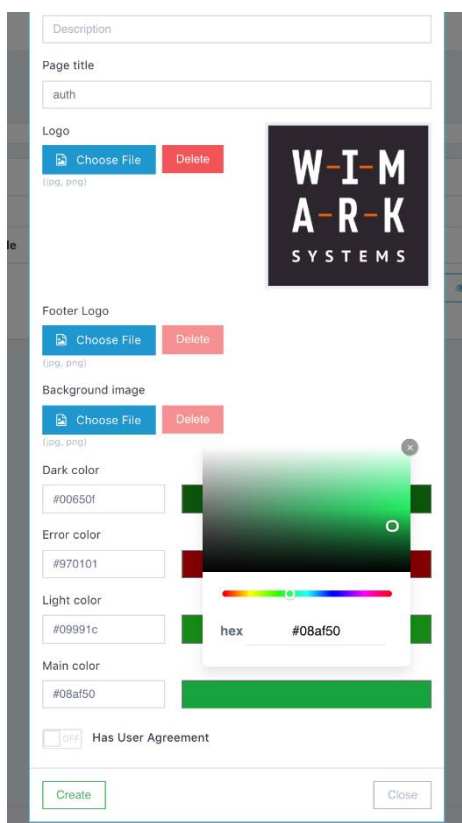 Description
Page title
auth
Logo
Choose File Delete
(jpg, png)
W-I-M
A-R-K
SYSTEMS
Footer Logo
Choose File Delete
(jpg, png)
Background image
Choose File Delete
(jpg, png)
Dark color
#00650f
Error color
#970101
Light color
#09991c
hex #08af50
Main color
#08af50
OFF Has User Agreement
Create Close
le